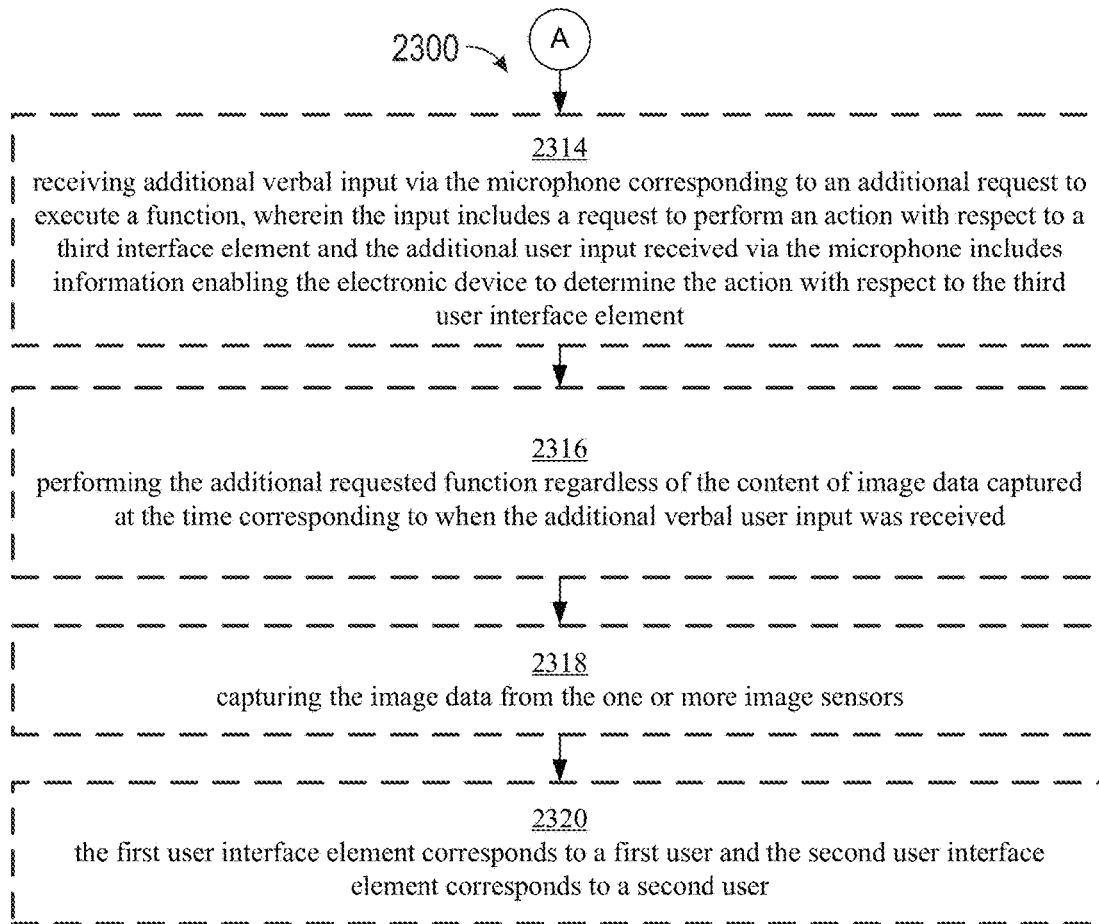 A
2300
2314
receiving additional verbal input via the microphone corresponding to an additional request to
execute a function, wherein the input includes a request to perform an action with respect to a
third interface element and the additional user input received via the microphone includes
information enabling the electronic device to determine the action with respect to the third
user interface element
2316
performing the additional requested function regardless of the content of image data captured
at the time corresponding to when the additional verbal user input was received
2318
capturing the image data from the one or more image sensors
2320
the first user interface element corresponds to a first user and the second user interface
element corresponds to a second user